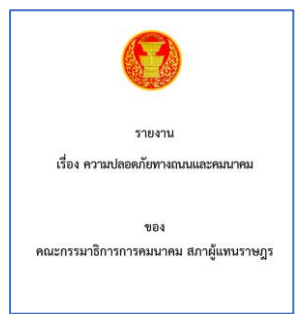 รายงาน
เรื่อง ความปลอดภัยทางถนนและคมนาคม
ของ
คณะกรรมาธิการการคมนาคม สภาผู้แทนราษฎร